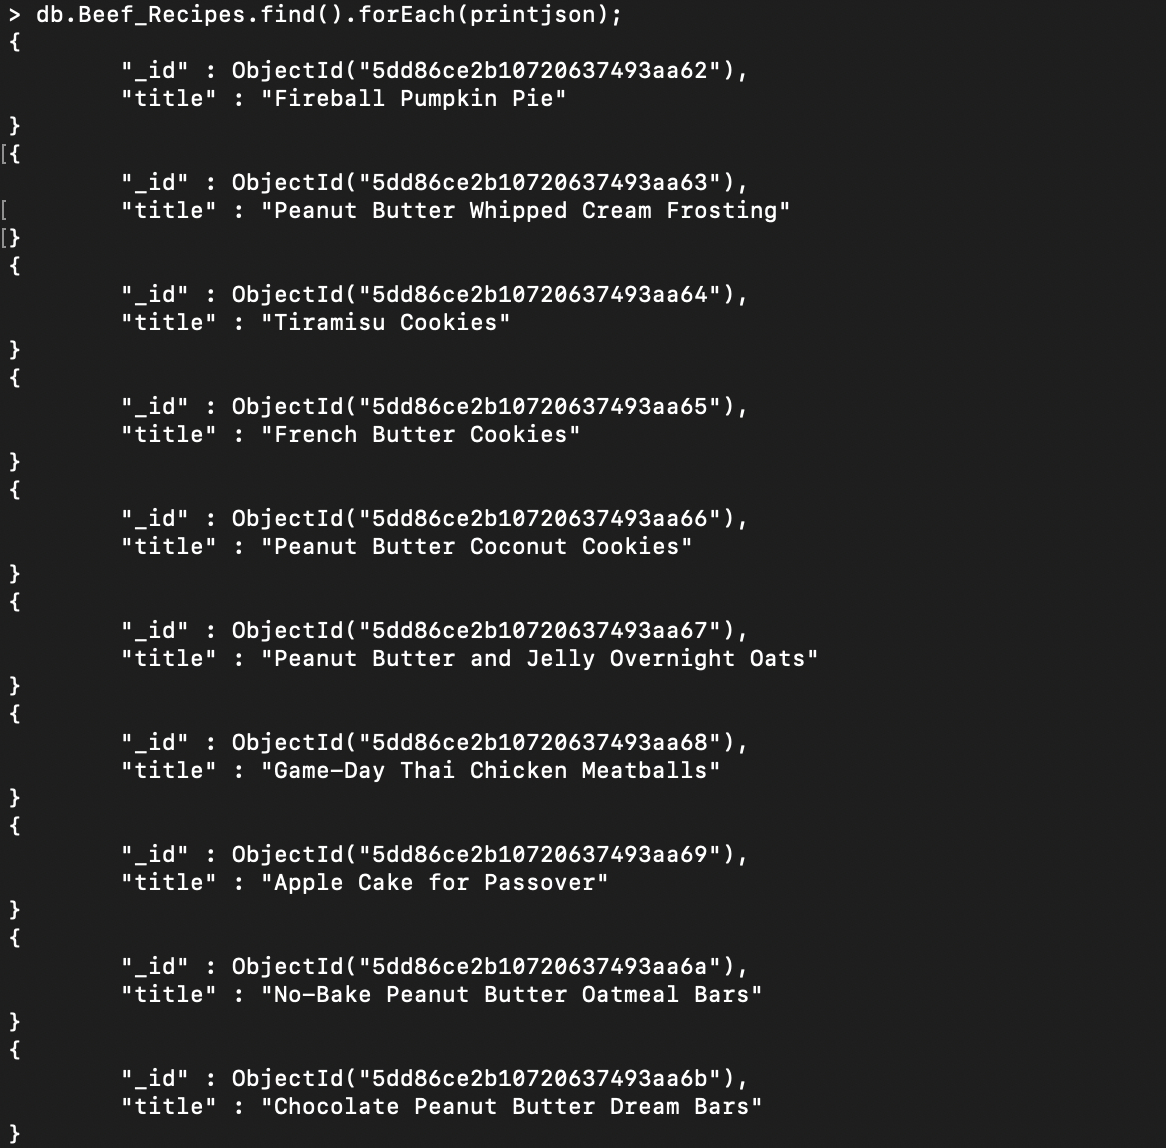 > db.Beef_Recipes.find().forEach(printjson);
{
        "_id" : ObjectId("5dd86ce2b10720637493aa62"),
        "title" : "Fireball Pumpkin Pie"
}
[{
        "_id" : ObjectId("5dd86ce2b10720637493aa63"),
[       "title" : "Peanut Butter Whipped Cream Frosting"
[}
{
        "_id" : ObjectId("5dd86ce2b10720637493aa64"),
        "title" : "Tiramisu Cookies"
}
{
        "_id" : ObjectId("5dd86ce2b10720637493aa65"),
        "title" : "French Butter Cookies"
}
{
        "_id" : ObjectId("5dd86ce2b10720637493aa66"),
        "title" : "Peanut Butter Coconut Cookies"
}
{
        "_id" : ObjectId("5dd86ce2b10720637493aa67"),
        "title" : "Peanut Butter and Jelly Overnight Oats"
}
{
        "_id" : ObjectId("5dd86ce2b10720637493aa68"),
        "title" : "Game-Day Thai Chicken Meatballs"
}
{
        "_id" : ObjectId("5dd86ce2b10720637493aa69"),
        "title" : "Apple Cake for Passover"
}
{
        "_id" : ObjectId("5dd86ce2b10720637493aa6a"),
        "title" : "No-Bake Peanut Butter Oatmeal Bars"
}
{
        "_id" : ObjectId("5dd86ce2b10720637493aa6b"),
        "title" : "Chocolate Peanut Butter Dream Bars"
}